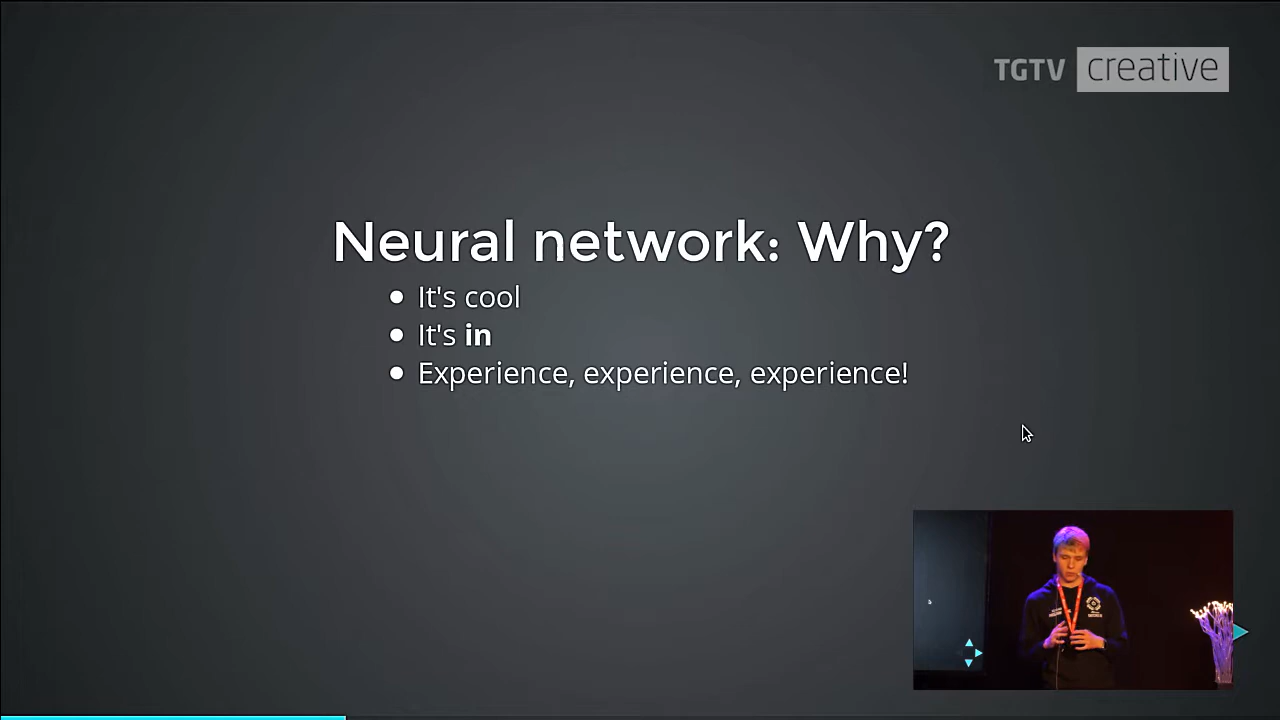 TGTV creative
Neural network: Why?
It's cool
It's in
Experience, experience, experience!